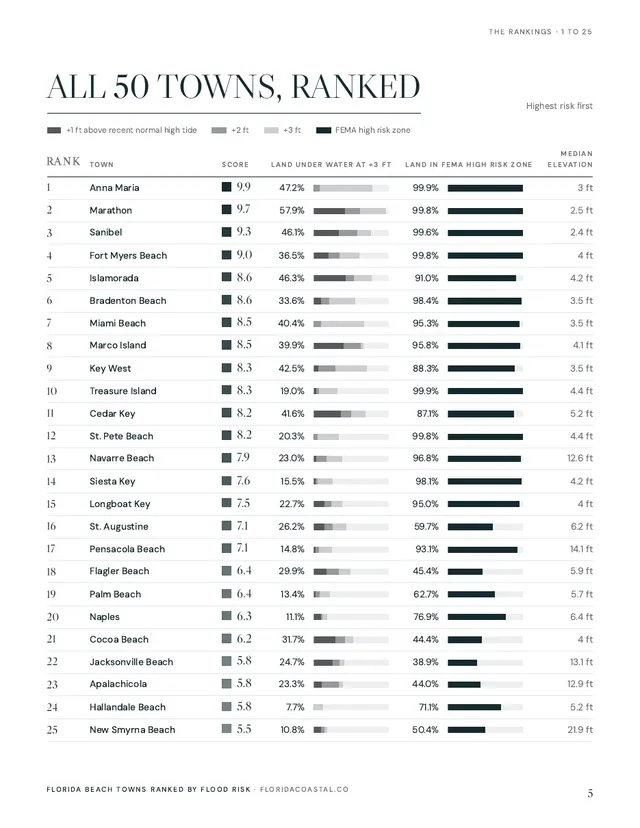 THE RANKINGS · 1 TO 25
ALL 50 TOWNS, RANKED
Highest risk first
+1 ft above recent normal high tide +2 ft +3 ft FEMA high risk zone
RANK TOWN SCORE LAND UNDER WATER AT +3 FT LAND IN FEMA HIGH RISK ZONE MEDIAN ELEVATION
1 Anna Maria 9.9 47.2% 99.9% 3 ft
2 Marathon 9.7 57.9% 99.8% 2.5 ft
3 Sanibel 9.3 46.1% 99.6% 2.4 ft
4 Fort Myers Beach 9.0 36.5% 99.8% 4 ft
5 Islamorada 8.6 46.3% 91.0% 4.2 ft
6 Bradenton Beach 8.6 33.6% 98.4% 3.5 ft
7 Miami Beach 8.5 40.4% 95.3% 3.5 ft
8 Marco Island 8.5 39.9% 95.8% 4.1 ft
9 Key West 8.3 42.5% 88.3% 3.5 ft
10 Treasure Island 8.3 19.0% 99.9% 4.4 ft
11 Cedar Key 8.2 41.6% 87.1% 5.2 ft
12 St. Pete Beach 8.2 20.3% 99.8% 4.4 ft
13 Navarre Beach 7.9 23.0% 96.8% 12.6 ft
14 Siesta Key 7.6 15.5% 98.1% 4.2 ft
15 Longboat Key 7.5 22.7% 95.0% 4 ft
16 St. Augustine 7.1 26.2% 59.7% 6.2 ft
17 Pensacola Beach 7.1 14.8% 93.1% 14.1 ft
18 Flagler Beach 6.4 29.9% 45.4% 5.9 ft
19 Palm Beach 6.4 13.4% 62.7% 5.7 ft
20 Naples 6.3 11.1% 76.9% 6.4 ft
21 Cocoa Beach 6.2 31.7% 44.4% 4 ft
22 Jacksonville Beach 5.8 24.7% 38.9% 13.1 ft
23 Apalachicola 5.8 23.3% 44.0% 12.9 ft
24 Hallandale Beach 5.8 7.7% 71.1% 5.2 ft
25 New Smyrna Beach 5.5 10.8% 50.4% 21.9 ft
FLORIDA BEACH TOWNS RANKED BY FLOOD RISK · FLORIDACOASTAL.CO
5